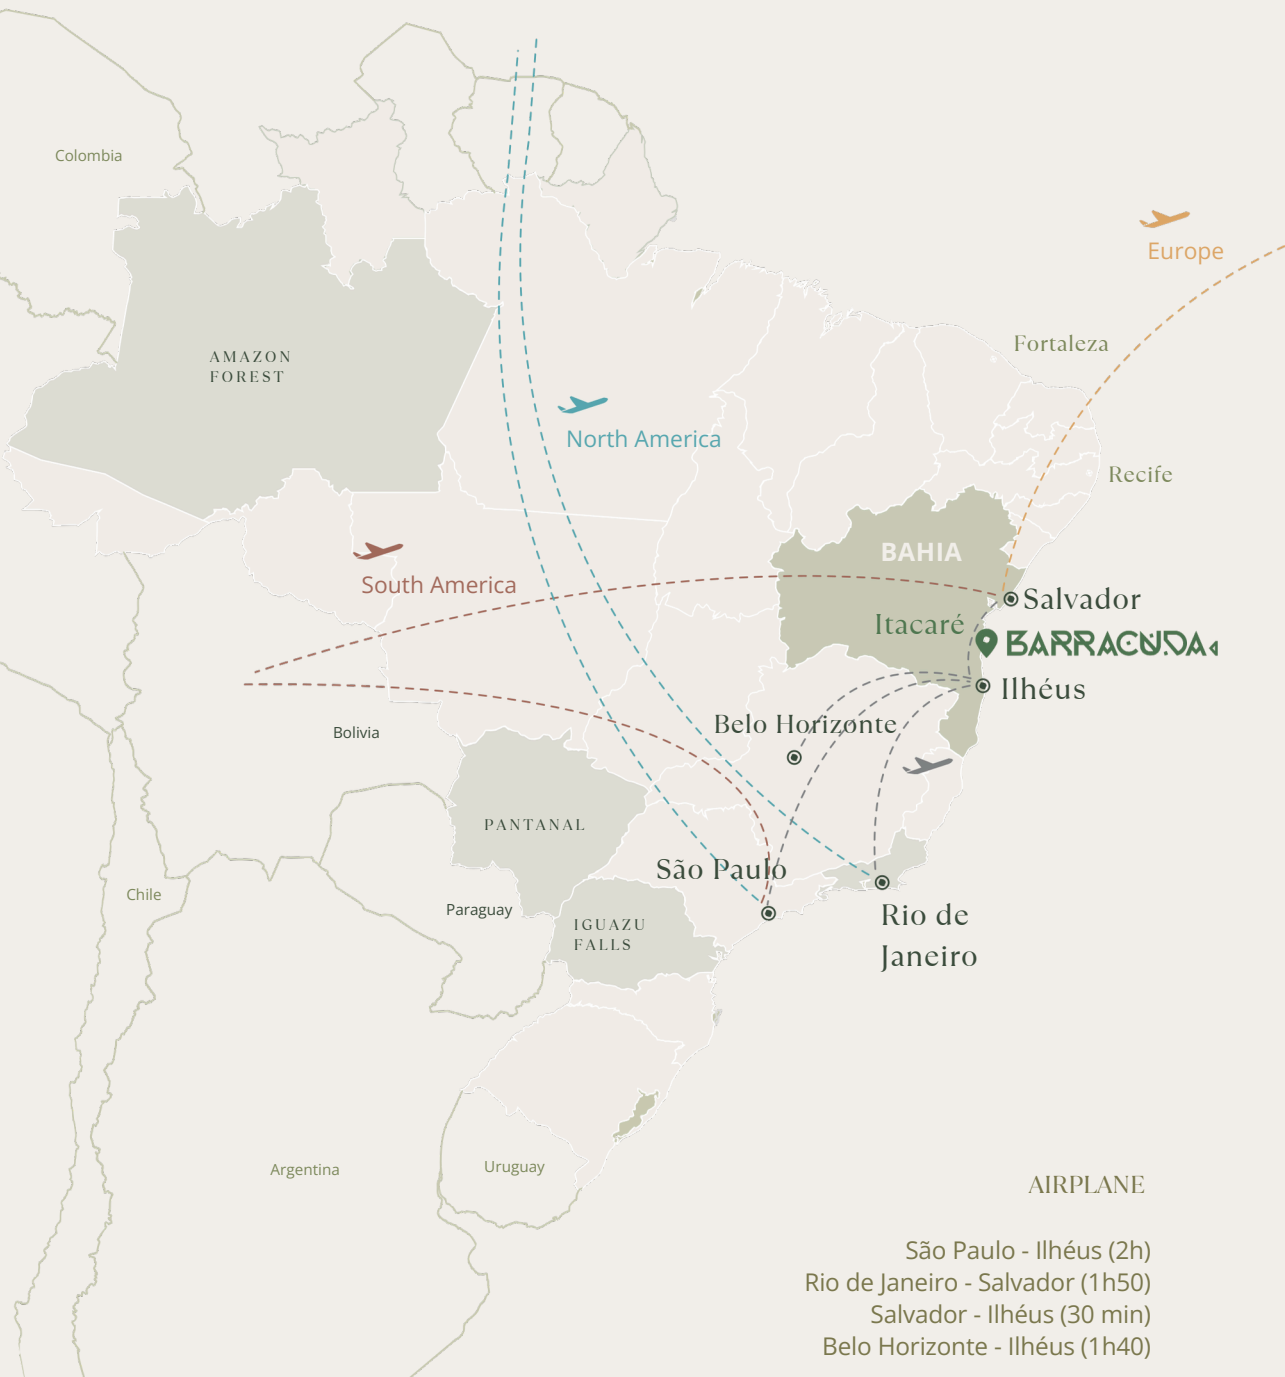 Colombia
Europe
Fortaleza
AMAZON
FOREST
North America
Recife
BAHIA
South America
Salvador
Itacaré
BARRACUDA
Ilhéus
Belo Horizonte
Bolivia
PANTANAL
São Paulo
Chile
Paraguay
Rio de
Janeiro
IGUAZU
FALLS
Argentina
Uruguay
AIRPLANE
São Paulo - Ilhéus (2h)
Rio de Janeiro - Salvador (1h50)
Salvador - Ilhéus (30 min)
Belo Horizonte - Ilhéus (1h40)